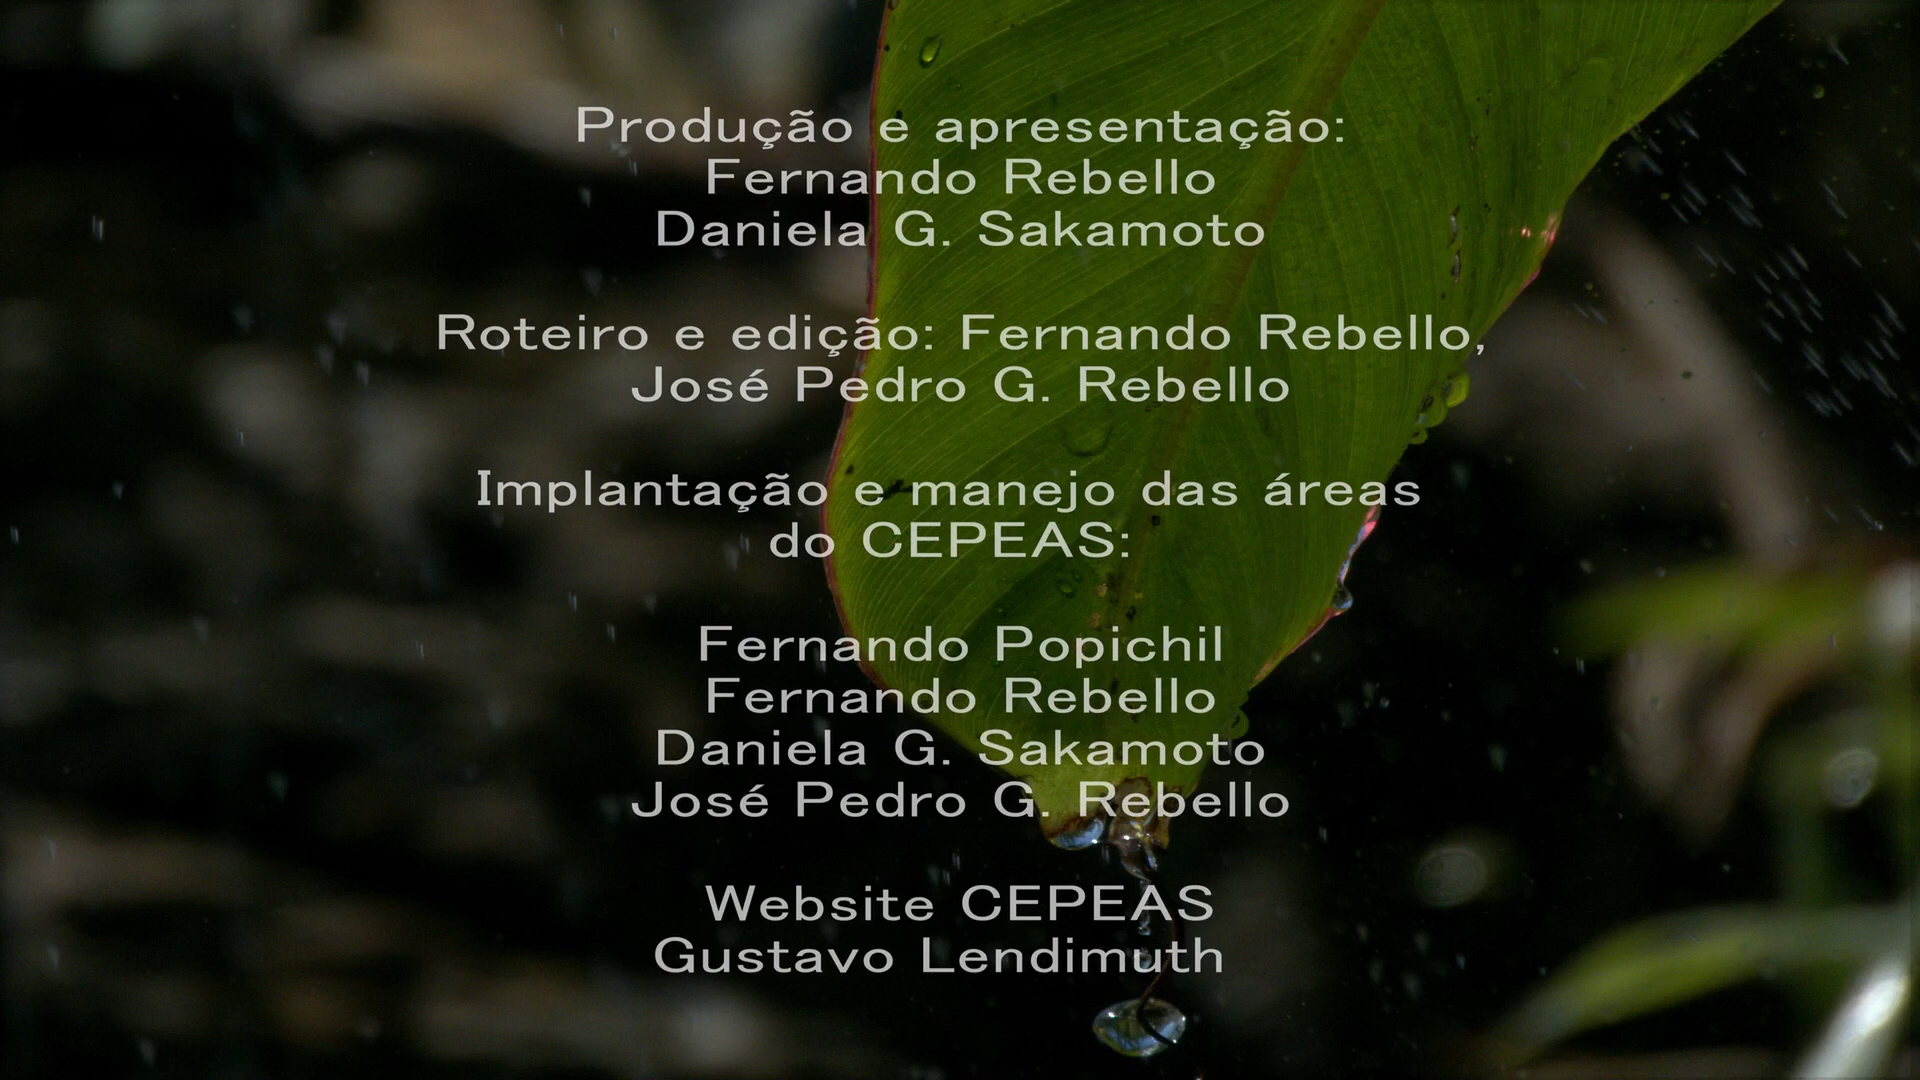 Produção e apresentação:
Fernando Rebello
Daniela G. Sakamoto
Roteiro e edição: Fernando Rebello,
José Pedro G. Rebello
Implantação e manejo das áreas
do CEPEAS:
Fernando Popichil
Fernando Rebello
Daniela G. Sakamoto
José Pedro G. Rebello
Website CEPEAS
Gustavo Lendimuth